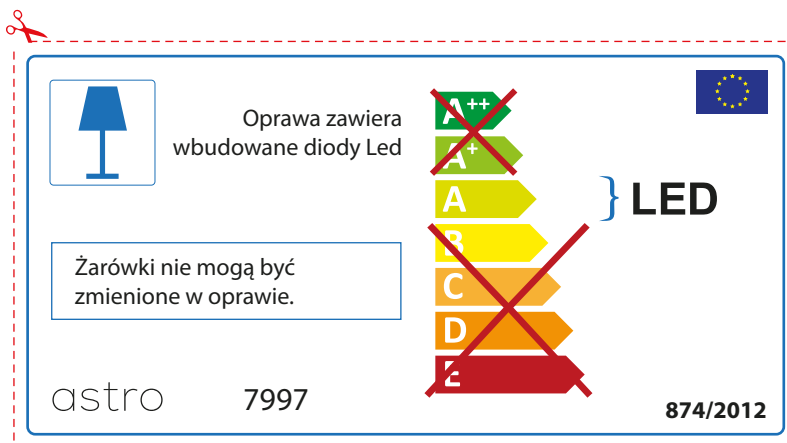 Oprawa zawiera
wbudowane diody Led
A++
A+
A
B
C
D
E
LED
Żarówki nie mogą być
zmienione w oprawie.
astro
7997
874/2012